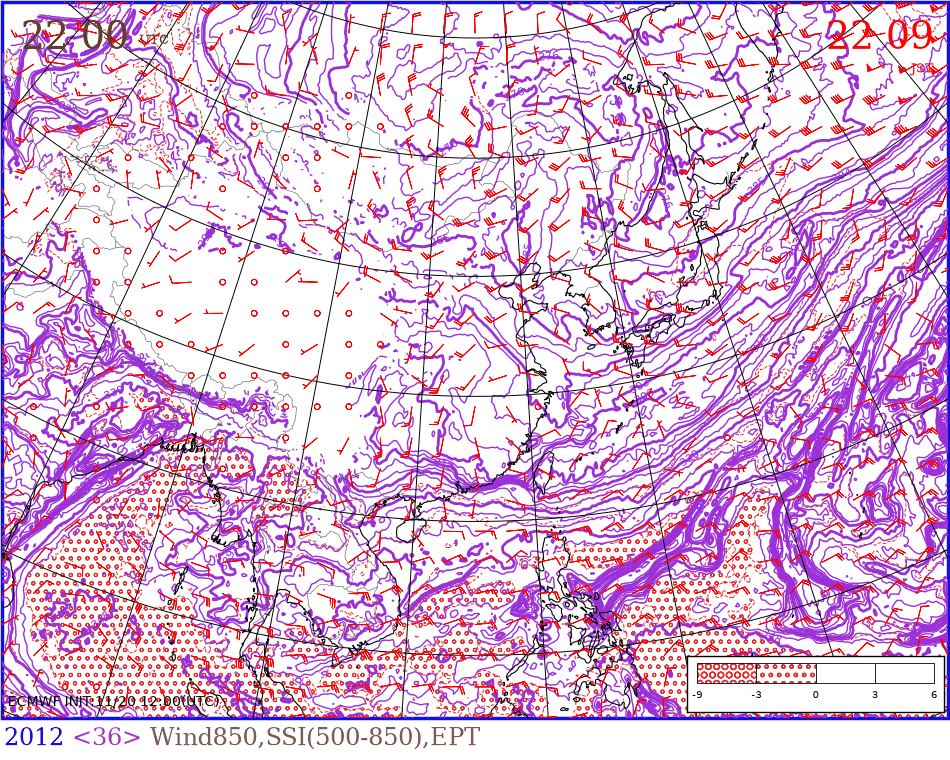 22 00 UTC
22 09
JST
ECMWF INIT:11/20 12:00(UTC)
-9 -3 0 3 6
2012 <36> Wind850,SSI(500-850),EPT